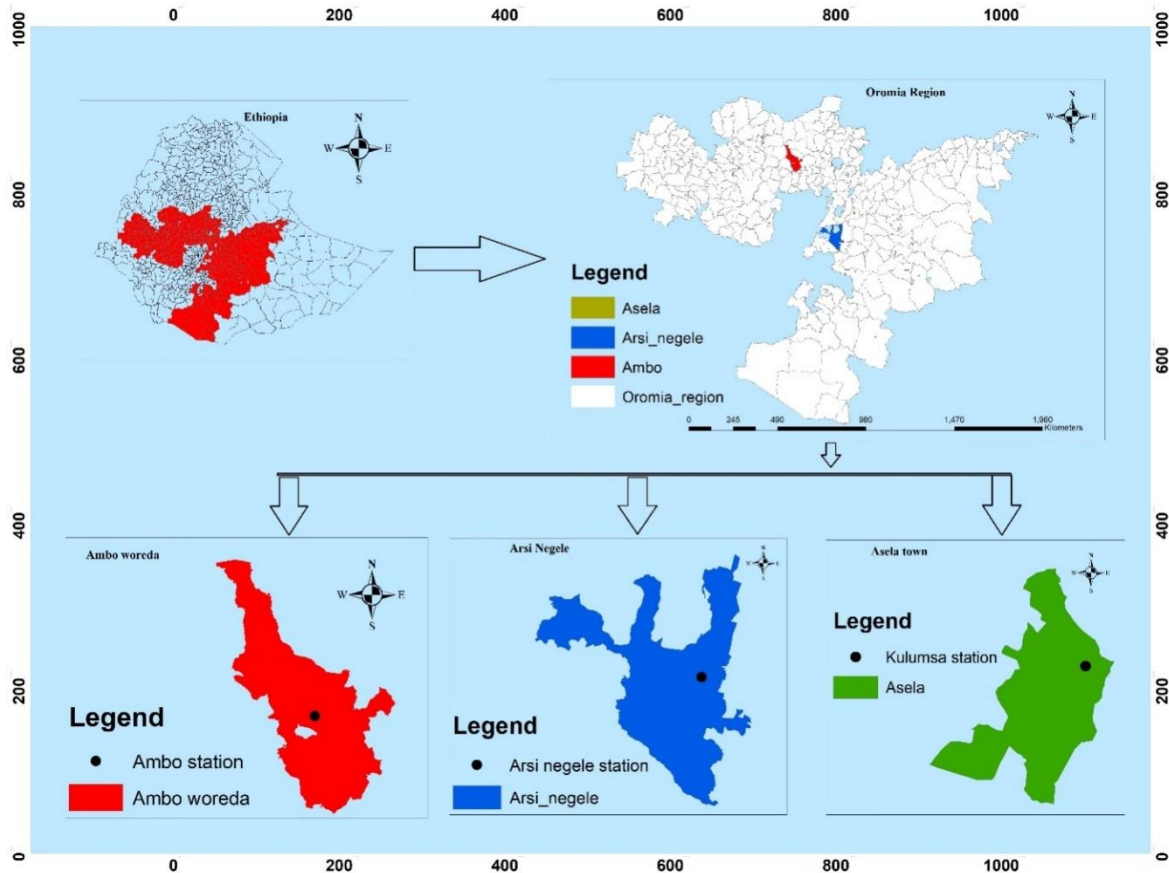 0 200 400 600 800 1000
1000
800
600
400
200
0
Ethiopia
N
W E
S
Oromia Region
N
W E
S
Legend
Asela
Arsi_negele
Ambo
Oromia_region
0 245 490 980 1,470 1,960
Kilometers
Ambo woreda
N
W E
S
Legend
Ambo station
Ambo woreda
Arsi Negele
N
W E
S
Legend
Arsi negele station
Arsi_negele
Asela town
N
W E
S
Legend
Kulumsa station
Asela
1000
800
600
400
200
0
0 200 400 600 800 1000